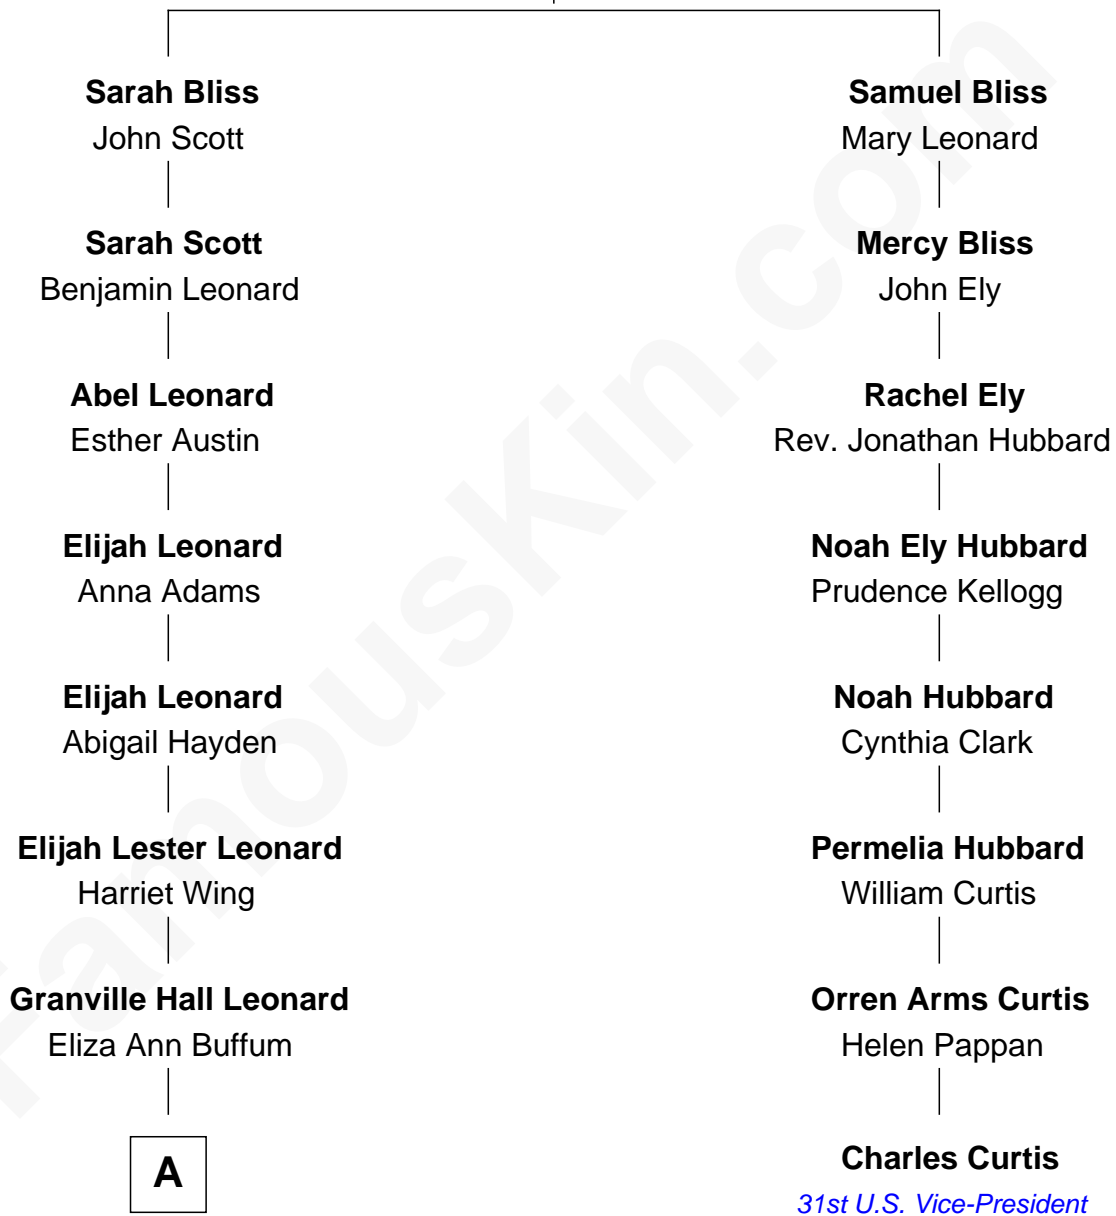 Sarah Bliss
John Scott
Sarah Scott
Benjamin Leonard
Abel Leonard
Esther Austin
Elijah Leonard
Anna Adams
Elijah Leonard
Abigail Hayden
Elijah Lester Leonard
Harriet Wing
Granville Hall Leonard
Eliza Ann Buffum
A
Samuel Bliss
Mary Leonard
Mercy Bliss
John Ely
Rachel Ely
Rev. Jonathan Hubbard
Noah Ely Hubbard
Prudence Kellogg
Noah Hubbard
Cynthia Clark
Permelia Hubbard
William Curtis
Orren Arms Curtis
Helen Pappan
Charles Curtis
31st U.S. Vice-President
FamousKin.com